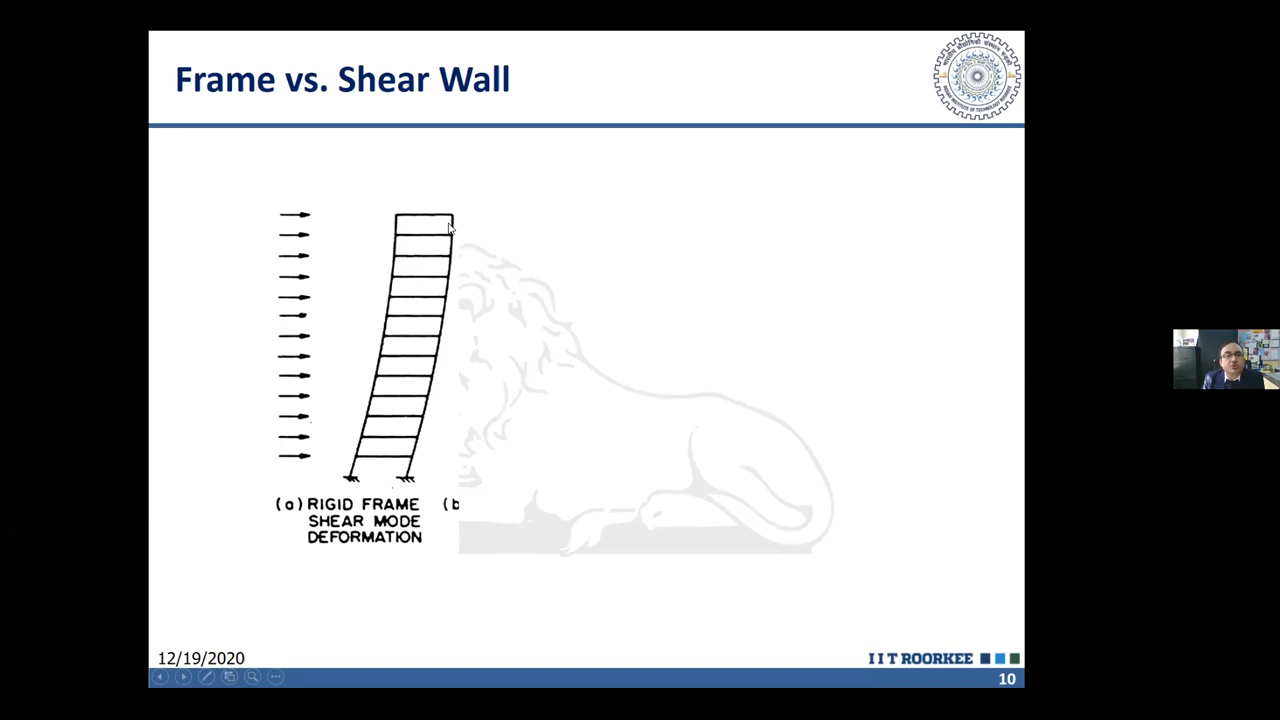 Frame vs. Shear Wall
(a) RIGID FRAME (b
SHEAR MODE
DEFORMATION
12/19/2020
I I T ROORKEE
10